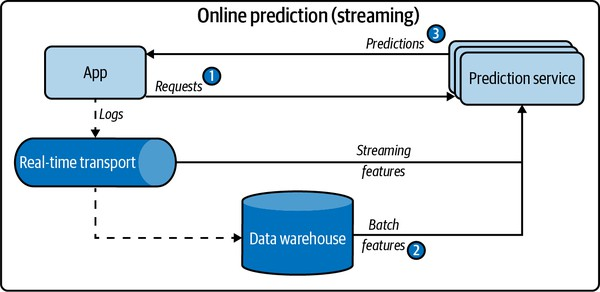 Online prediction (streaming)
Predictions 3
App
Requests 1
Prediction service
Logs
Real-time transport
Streaming
features
Data warehouse
Batch
features 2